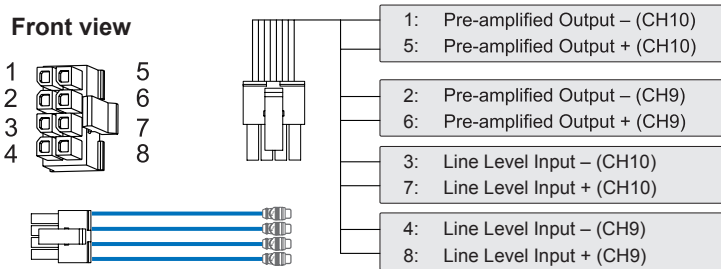 Front view
1 5
2 6
3 7
4 8
1: Pre-amplified Output – (CH10)
5: Pre-amplified Output + (CH10)
2: Pre-amplified Output – (CH9)
6: Pre-amplified Output + (CH9)
3: Line Level Input – (CH10)
7: Line Level Input + (CH10)
4: Line Level Input – (CH9)
8: Line Level Input + (CH9)